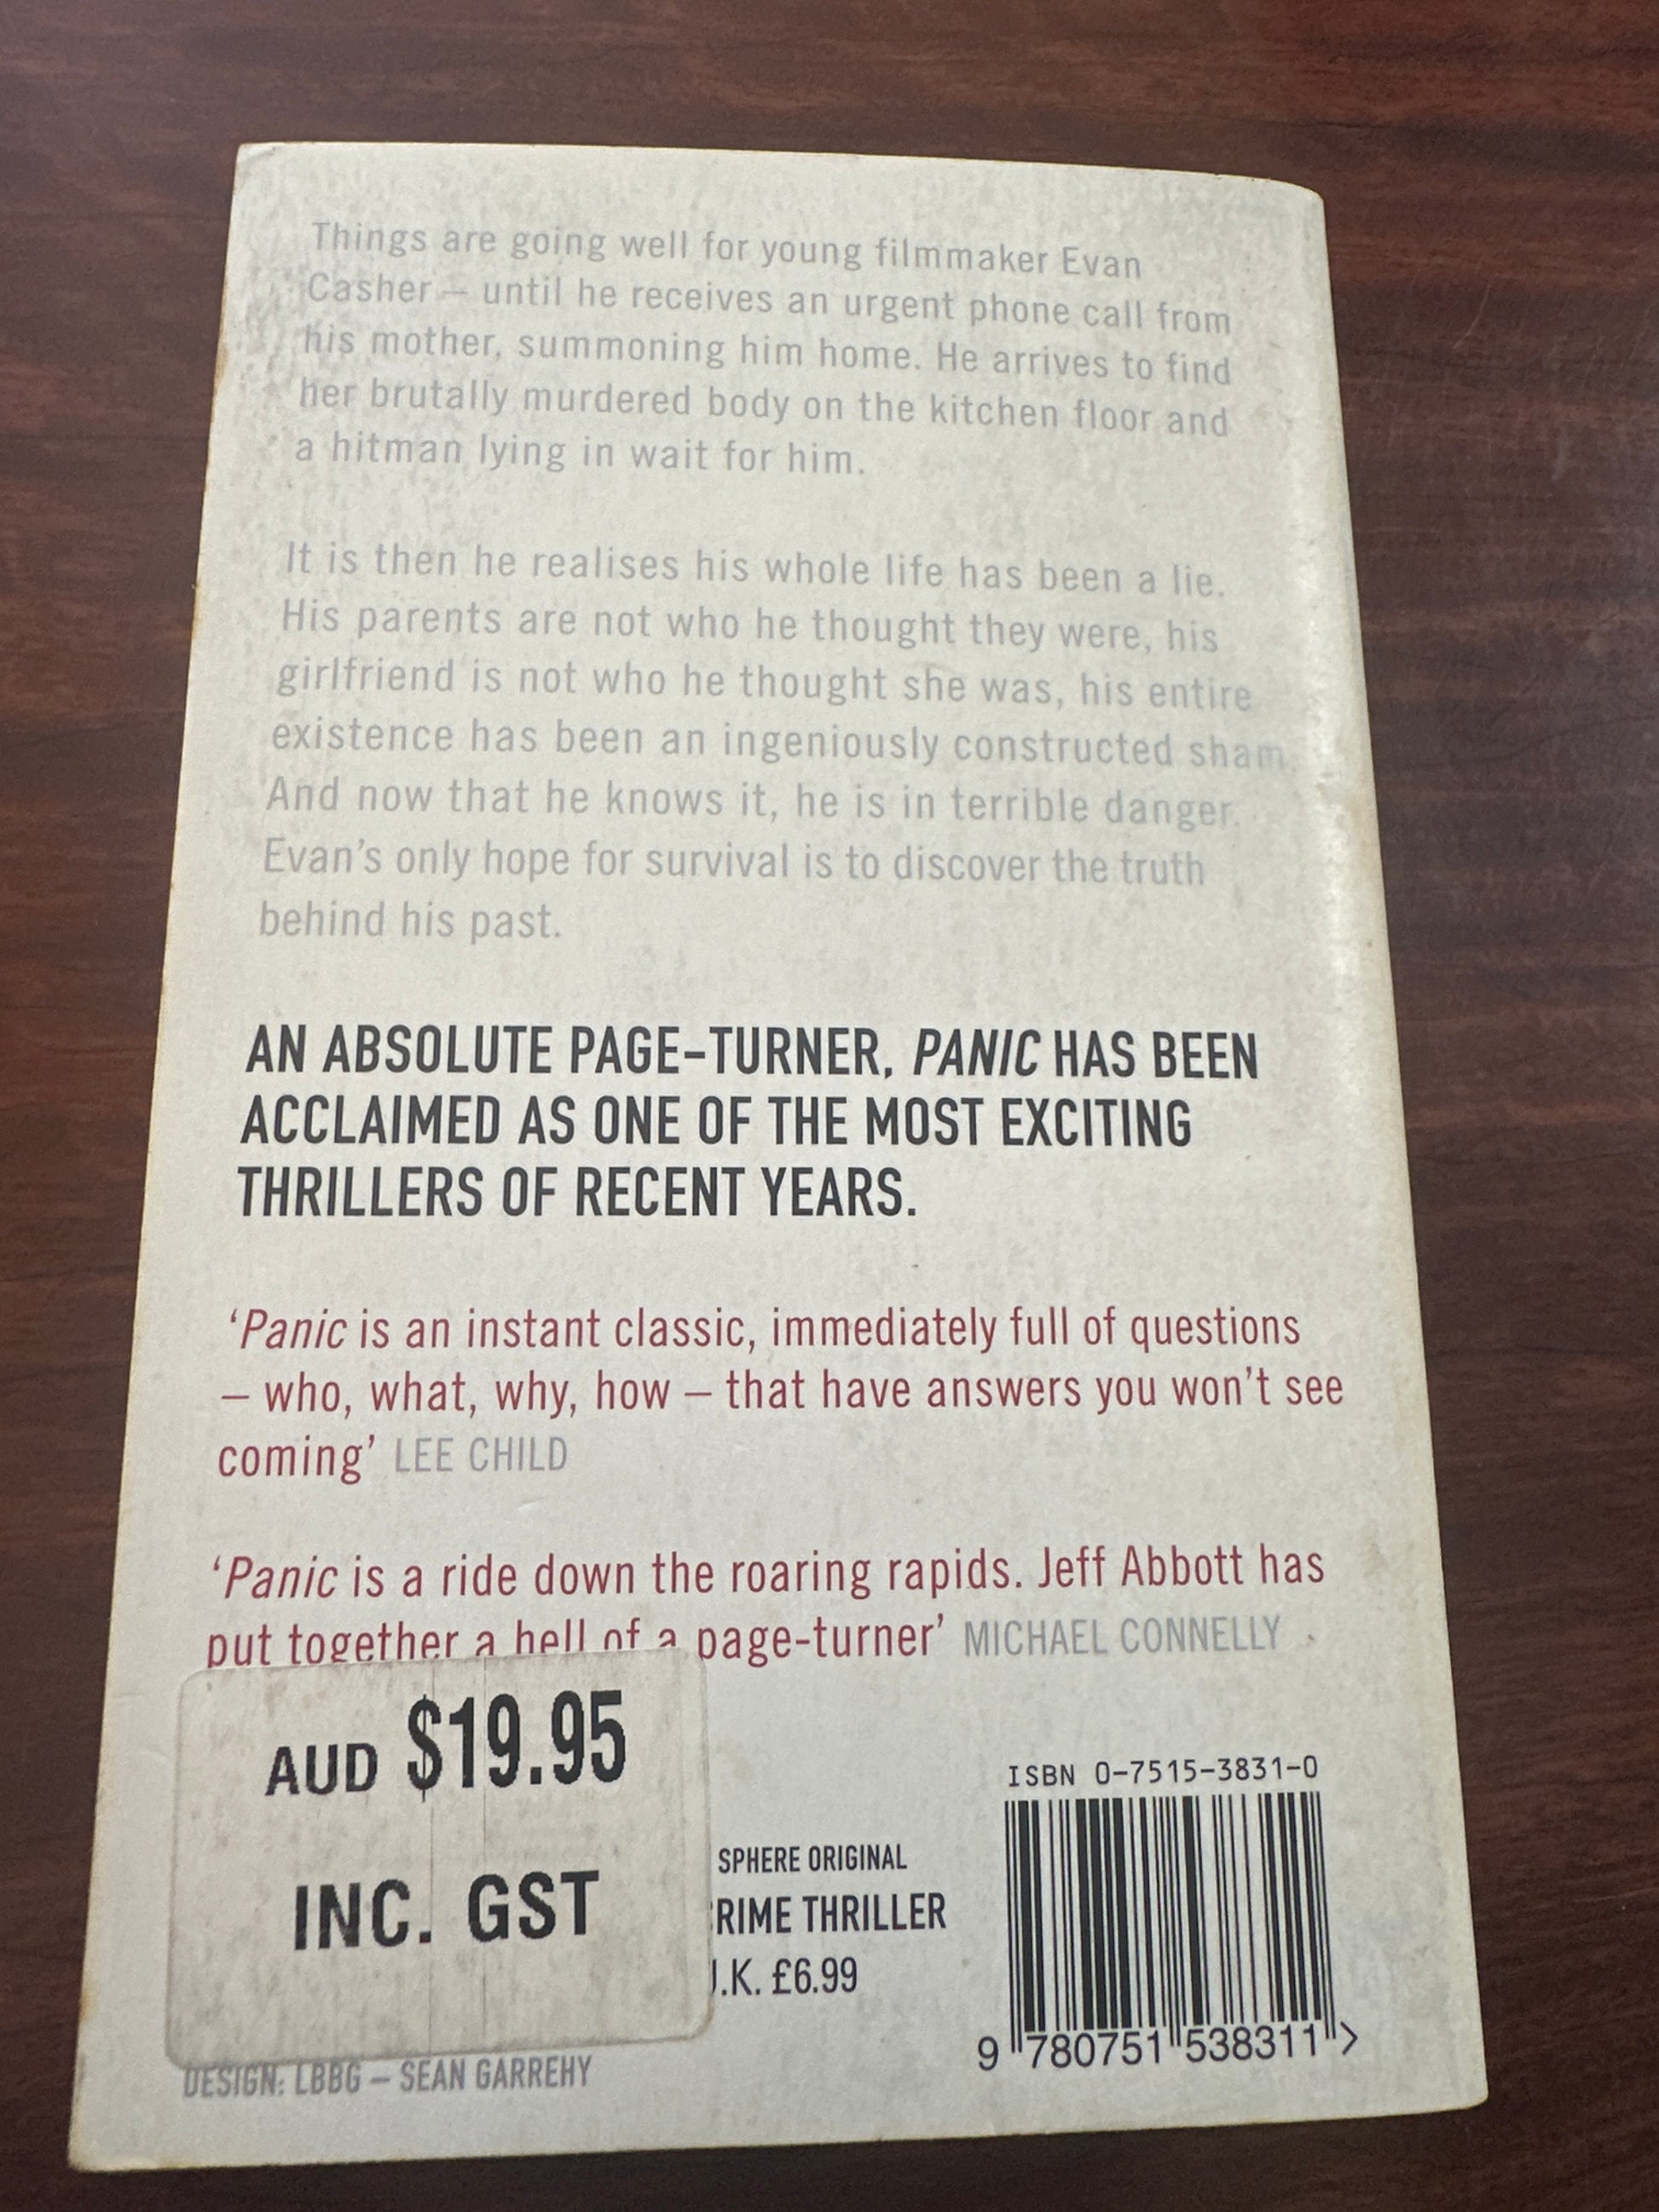 Things are going well for young filmmaker Evan
Casher – until he receives an urgent phone call from
his mother, summoning him home. He arrives to find
her brutally murdered body on the kitchen floor and
a hitman lying in wait for him.
It is then he realises his whole life has been a lie.
His parents are not who he thought they were, his
girlfriend is not who he thought she was, his entire
existence has been an ingeniously constructed sham.
And now that he knows it, he is in terrible danger.
Evan's only hope for survival is to discover the truth
behind his past.
AN ABSOLUTE PAGE-TURNER, PANIC HAS BEEN
ACCLAIMED AS ONE OF THE MOST EXCITING
THRILLERS OF RECENT YEARS.
‘Panic is an instant classic, immediately full of questions
– who, what, why, how – that have answers you won't see
coming’ LEE CHILD
‘Panic is a ride down the roaring rapids. Jeff Abbott has
put together a hell of a page-turner’ MICHAEL CONNELLY
AUD $19.95
INC. GST
SPHERE ORIGINAL
RIME THRILLER
.K. £6.99
ISBN 0-7515-3831-0
9 780751 538311 >
DESIGN: LBBG – SEAN GARREHY